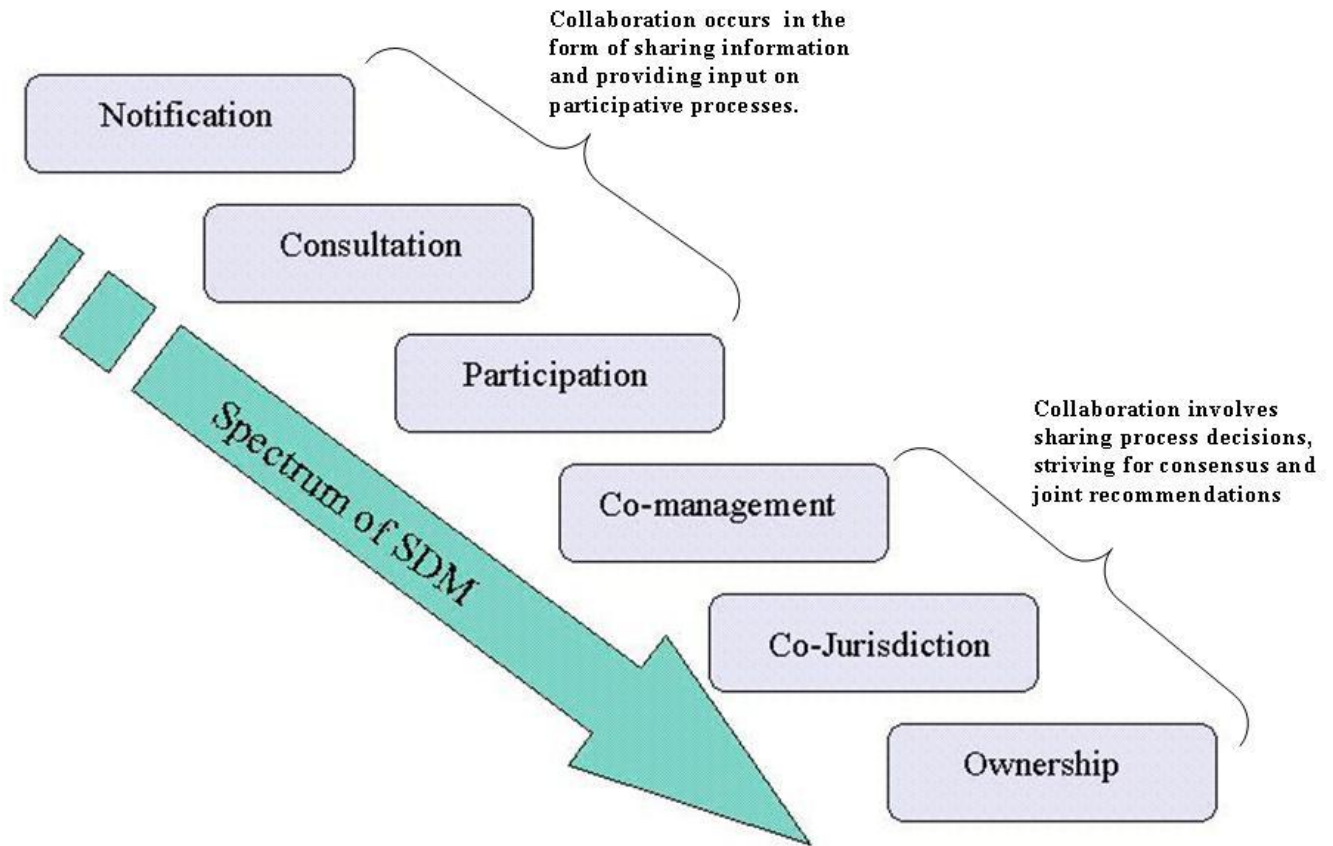 Collaboration occurs in the
form of sharing information
and providing input on
participative processes.
Notification
Consultation
Participation
Spectrum of SDM
Collaboration involves
sharing process decisions,
striving for consensus and
joint recommendations
Co-management
Co-Jurisdiction
Ownership